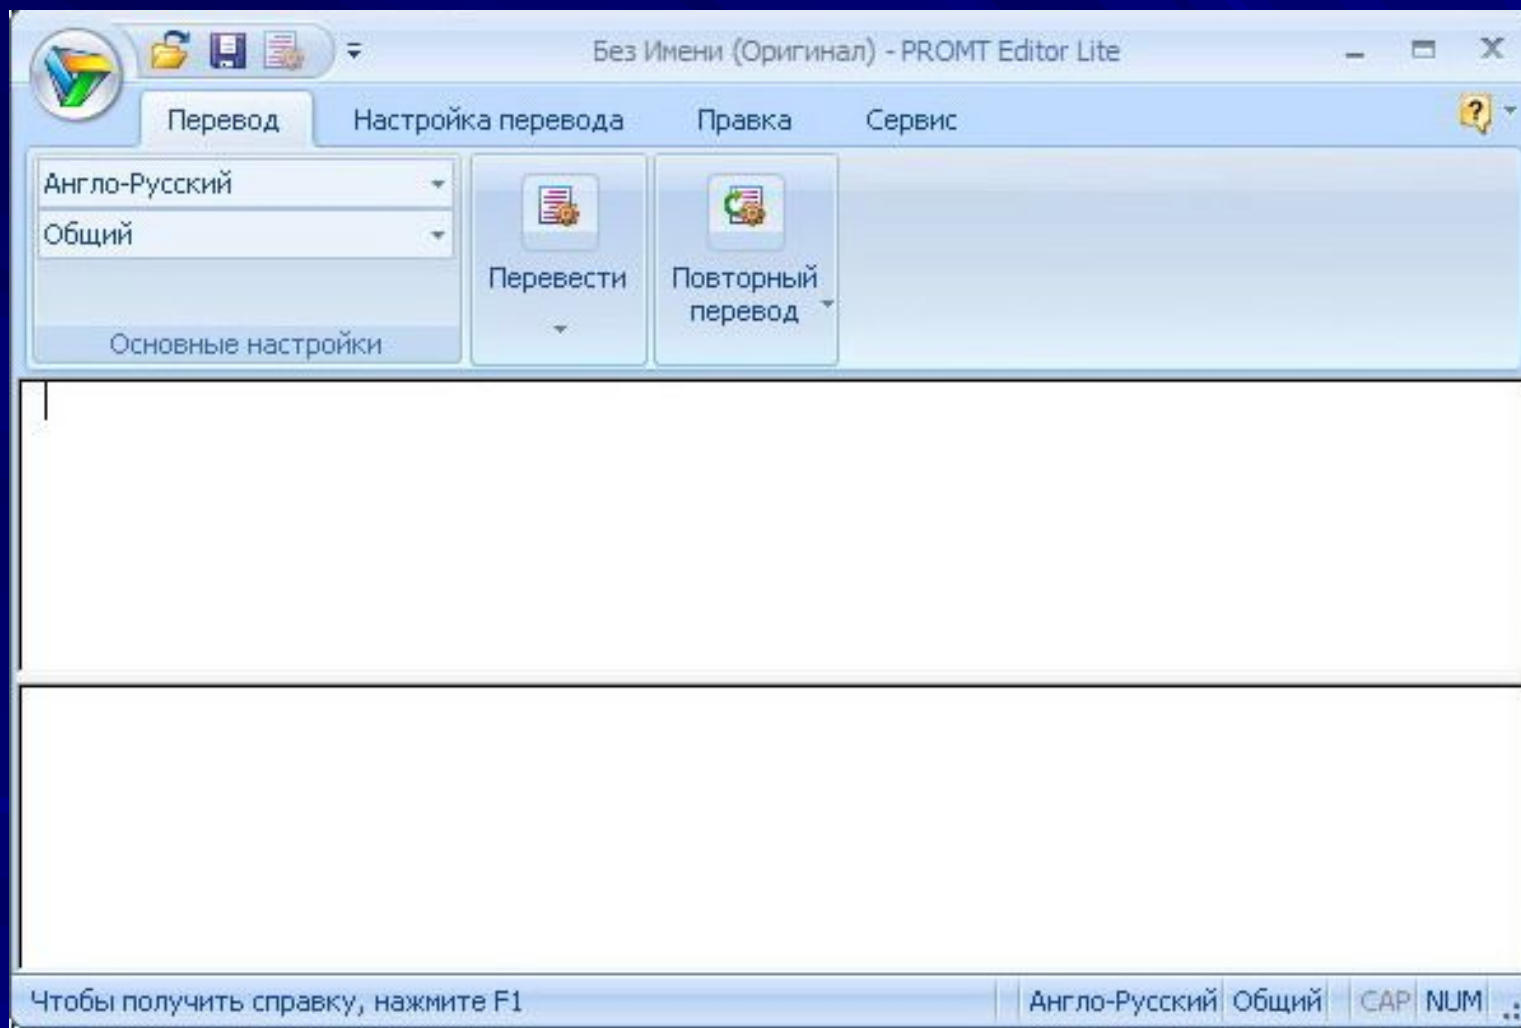 Без Имени (Оригинал) - PROMT Editor Lite
Перевод Настройка перевода Правка Сервис
Англо-Русский
Общий
Основные настройки
Перевести
Повторный
перевод
Чтобы получить справку, нажмите F1
Англо-Русский Общий CAP NUM